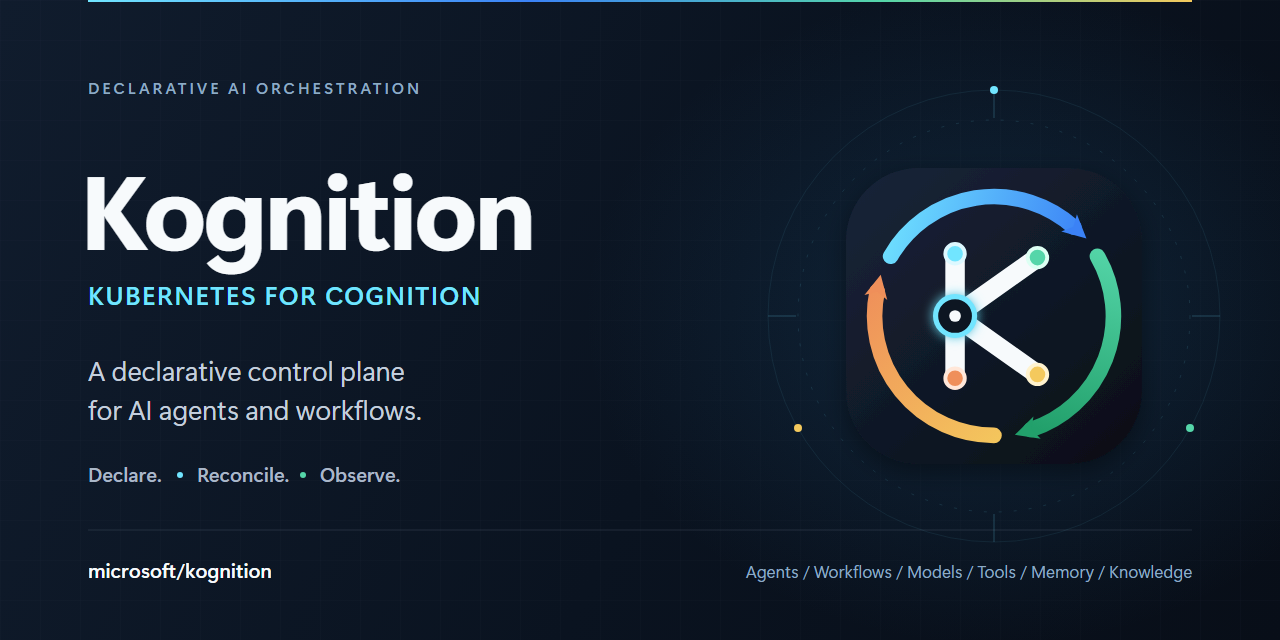 DECLARATIVE AI ORCHESTRATION
Kognition
KUBERNETES FOR COGNITION
A declarative control plane
for AI agents and workflows.
Declare. • Reconcile. • Observe.
microsoft/kognition
Agents / Workflows / Models / Tools / Memory / Knowledge